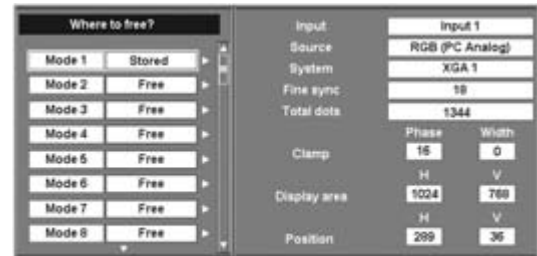 Where to free?
Mode 1 Stored
Mode 2 Free
Mode 3 Free
Mode 4 Free
Mode 5 Free
Mode 6 Free
Mode 7 Free
Mode 8 Free
Input Input 1
Source RGB (PC Analog)
System XGA 1
Fine sync 18
Total dots 1344
Phase Width
Clamp 16 0
H V
Display area 1024 768
H V
Position 289 36